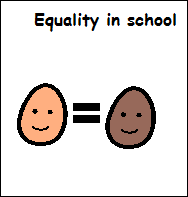 Equality in school
=